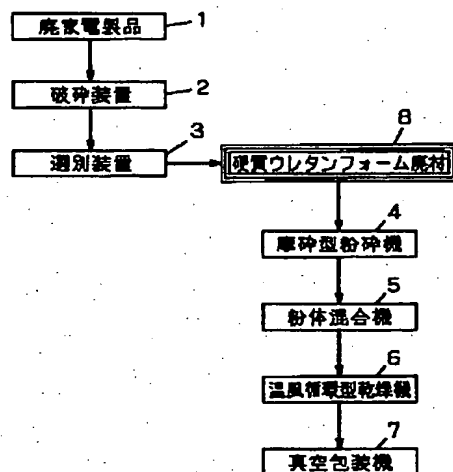 廃家電製品 1
破砕装置 2
選別装置 3
8
硬質ウレタンフォーム廃材
摩砕型粉砕機 4
粉体混合機 5
温風循環型乾燥機 6
真空包装機 7